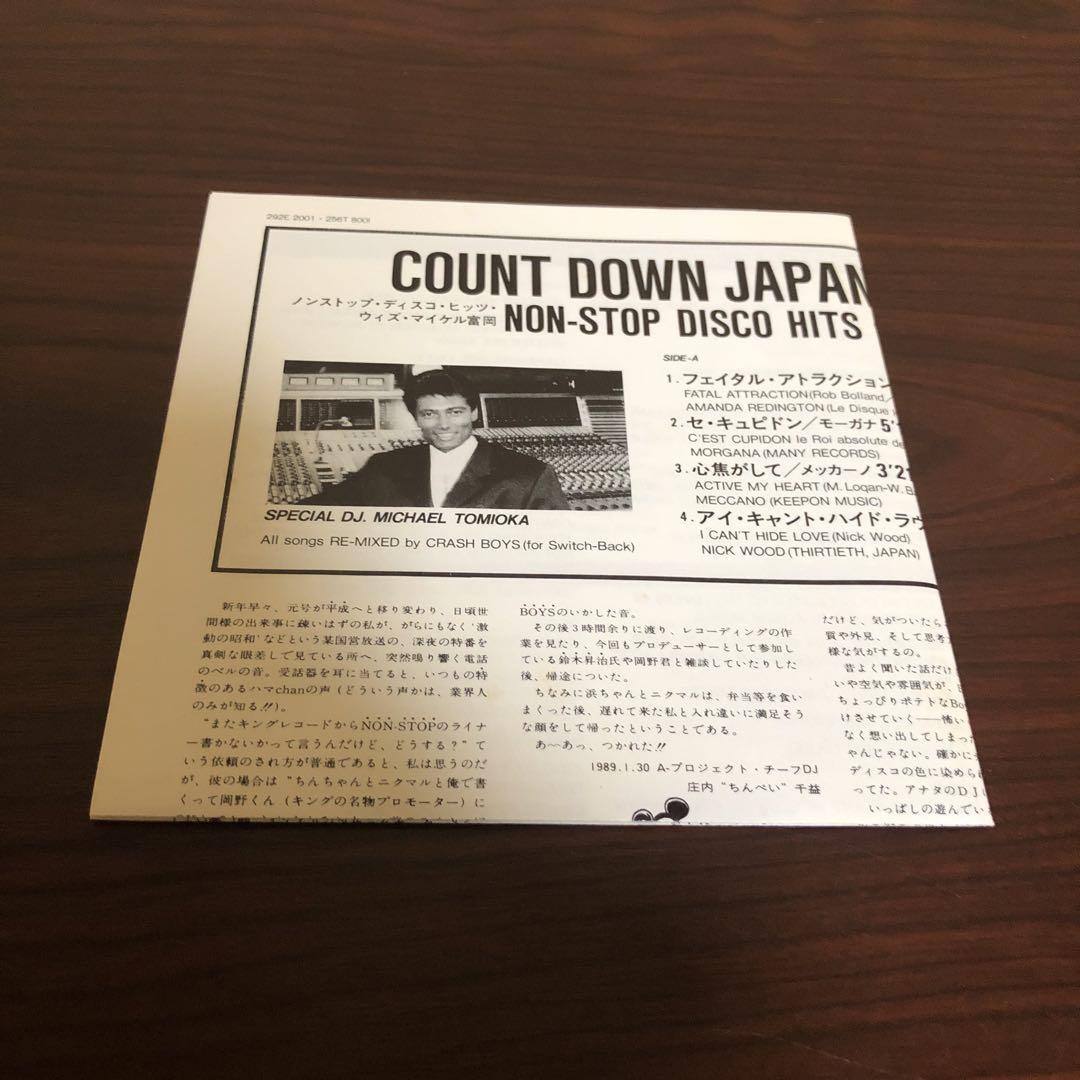 292E 2001・256T 8001
COUNT DOWN JAPAN
ノンストップ・ディスコ・ヒッツ・
ウィズ・マイケル富岡 NON-STOP DISCO HITS
SPECIAL DJ. MICHAEL TOMIOKA
All songs RE-MIXED by CRASH BOYS (for Switch-Back)
SIDE-A
1. フェイタル・アトラクション
FATAL ATTRACTION (Rob Bolland/
AMANDA REDINGTON (Le Disque
2. セ・キュピドン／モーガナ 5'
C'EST CUPIDON le Roi absolute de
MORGANA (MANY RECORDS)
3. 心焦がして／メッカーノ 3'2
ACTIVE MY HEART (M. Loqan-W. B
MECCANO (KEEPON MUSIC)
4. アイ・キャント・ハイド・ラヴ
I CAN'T HIDE LOVE (Nick Wood)
NICK WOOD (THIRTIETH, JAPAN)
新年早々、元号が平成へと移り変わり、日頃世
間様の出来事に疎いはずの私が、がらにもなく‘激
動の昭和’などという某国営放送の、深夜の特番を
真剣な眼差しで見ている所へ、突然鳴り響く電話
のベルの音。受話器を耳に当てると、いつもの特
徴のあるハマchanの声（どういう声かは、業界人
のみが知る!!）。
“またキングレコードからNON-STOPのライナ
ー書かないかって言うんだけど、どうする？”て
いう依頼のされ方が普通であると、私は思うのだ
が、彼の場合は“ちんちゃんとニクマルと俺で書
くって岡野くん（キングの名物プロモーター）に
BOYSのいかした音。
その後3時間余りに渡り、レコーディングの作
業を見たり、今回もプロデューサーとして参加し
ている鈴木昇治氏や岡野君と雑談していたりした
後、帰途についた。
ちなみに浜ちゃんとニクマルは、弁当等を食い
まくった後、遅れて来た私と入れ違いに満足そう
な顔をして帰ったということである。
あ〜あっ、つかれた!!
1989.1.30 A-プロジェクト・チーフDJ
庄内“ちんぺい”千益
だけど、気がついたら
質や外見、そして思考
様な気がするの。
昔よく聞いた話だけ
いや空気や雰囲気が、
ちょっぴりポテトなBo
けさせていく――怖い
なく想い出してしまっ
ゃんじゃない。確かに
ディスコの色に染めら
ってた。アナタのDJ
いっぱしの遊んでい